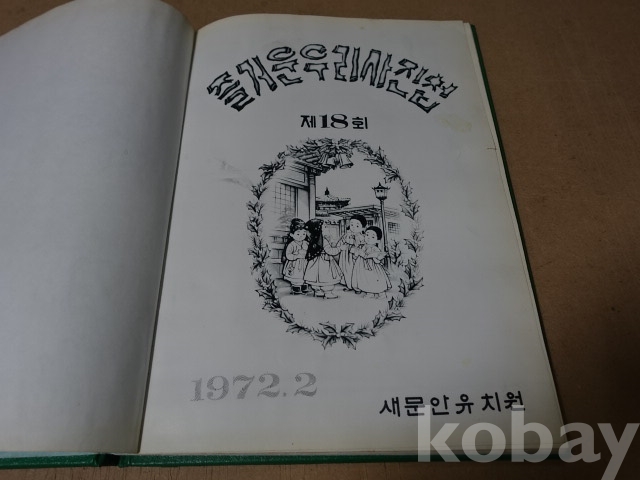 즐거운우리사진첩
제18회
1972.2
새문안유치원
kobay